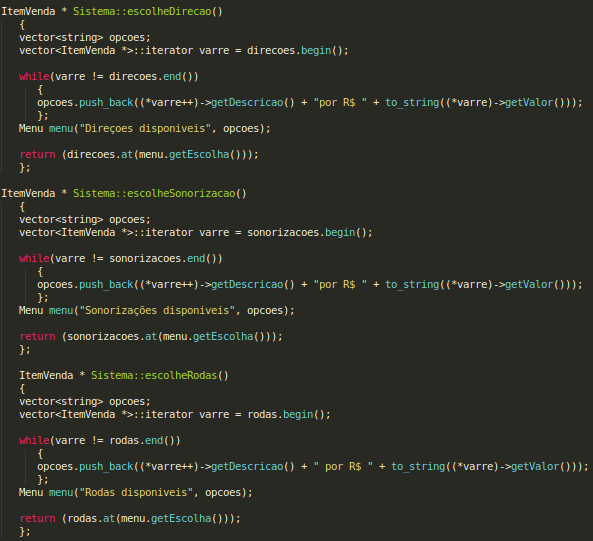 ItemVenda * Sistema::escolheDirecao()
{
vector<string> opcoes;
vector<ItemVenda *>::iterator varre = direcoes.begin();
while(varre != direcoes.end())
{
opcoes.push_back((*varre++)->getDescricao() + "por R$ " + to_string((*varre)->getValor()));
};
Menu menu("Direçoes disponiveis", opcoes);
return (direcoes.at(menu.getEscolha()));
};
ItemVenda * Sistema::escolheSonorizacao()
{
vector<string> opcoes;
vector<ItemVenda *>::iterator varre = sonorizacoes.begin();
while(varre != sonorizacoes.end())
{
opcoes.push_back((*varre++)->getDescricao() + "por R$ " + to_string((*varre)->getValor()));
};
Menu menu("Sonorizações disponiveis", opcoes);
return (sonorizacoes.at(menu.getEscolha()));
};
ItemVenda * Sistema::escolheRodas()
{
vector<string> opcoes;
vector<ItemVenda *>::iterator varre = rodas.begin();
while(varre != rodas.end())
{
opcoes.push_back((*varre++)->getDescricao() + " por R$ " + to_string((*varre)->getValor()));
};
Menu menu("Rodas disponiveis", opcoes);
return (rodas.at(menu.getEscolha()));
};